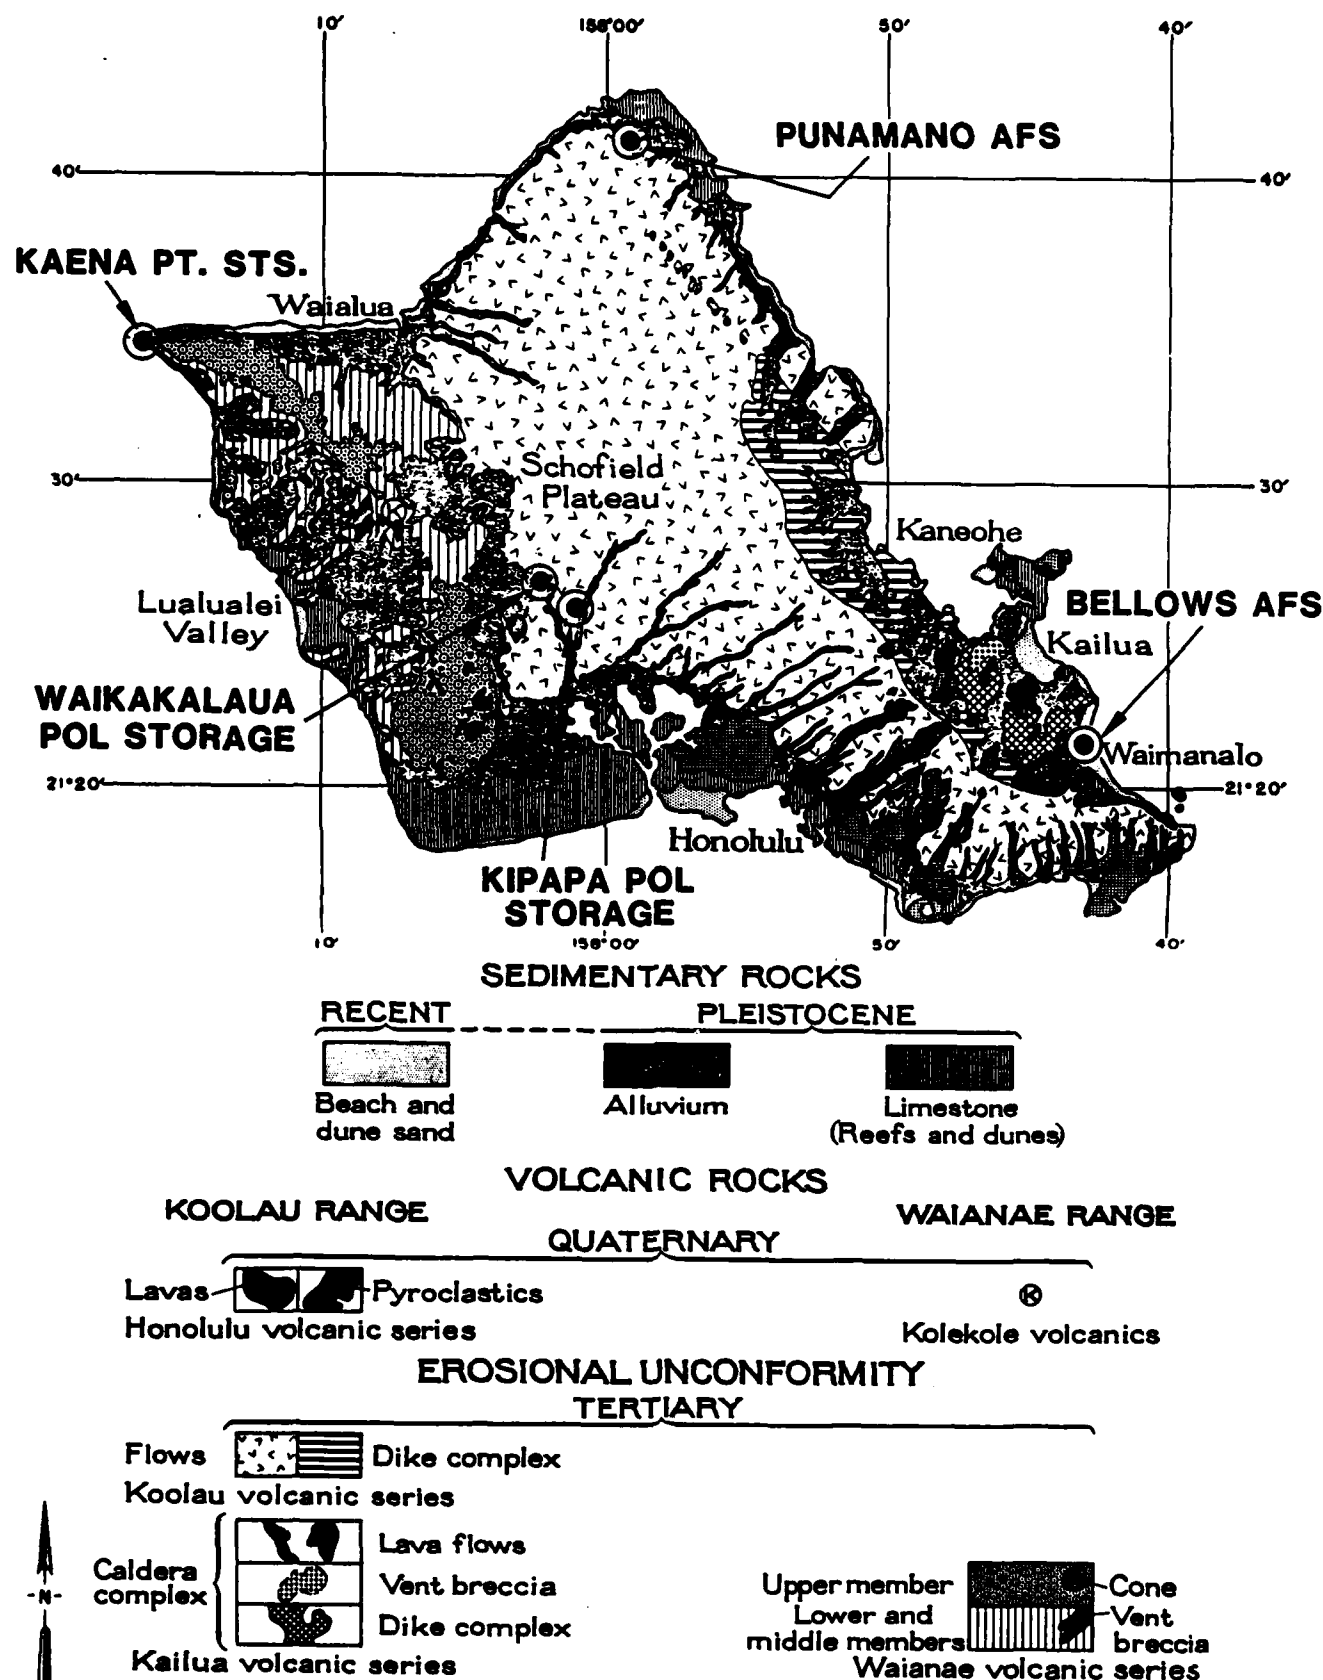 10′ 158°00′ 50′ 40′
PUNAMANO AFS
40′ 40′
KAENA PT. STS.
Waialua
Schofield
Plateau
30′ 30′
Kaneohe
Lualualei
Valley
BELLOWS AFS
Kailua
WAIKAKALAUA
POL STORAGE
Waimanalo
21°20′ 21°20′
Honolulu
KIPAPA POL
STORAGE
10′ 158°00′ 50′ 40′
SEDIMENTARY ROCKS
RECENT PLEISTOCENE
Beach and
dune sand
Alluvium
Limestone
(Reefs and dunes)
VOLCANIC ROCKS
KOOLAU RANGE WAIANAE RANGE
QUATERNARY
Lavas Pyroclastics
K
Honolulu volcanic series
Kolekole volcanics
EROSIONAL UNCONFORMITY
TERTIARY
Flows Dike complex
Koolau volcanic series
Caldera
complex
Lava flows
Vent breccia
Dike complex
Kailua volcanic series
-N-
Upper member Cone
Lower and
middle members
Vent
breccia
Waianae volcanic series